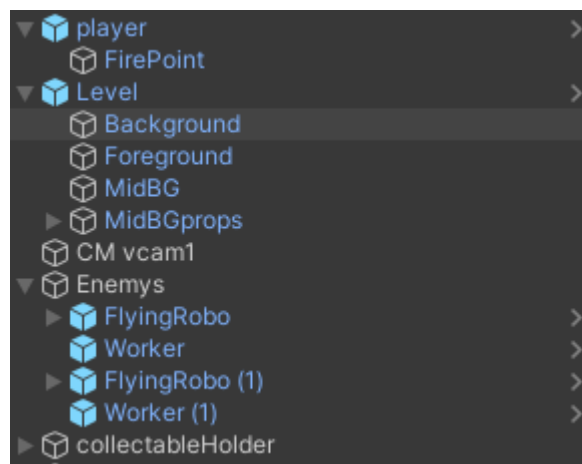 player
FirePoint
Level
Background
Foreground
MidBG
MidBGprops
CM vcam1
Enemys
FlyingRobo
Worker
FlyingRobo (1)
Worker (1)
collectableHolder